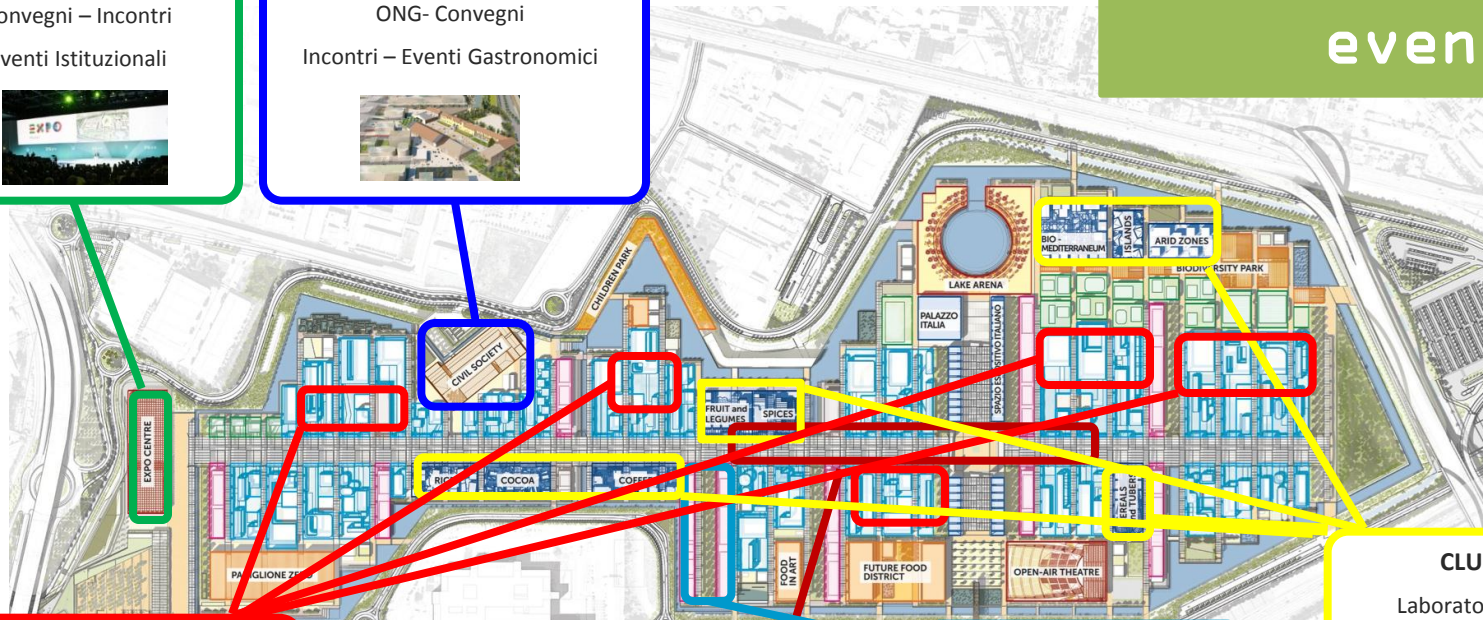 onvegni – Incontri
venti Istituzionali
EXPO
ONG- Convegni
Incontri – Eventi Gastronomici
even
CHILDREN PARK
LAKE ARENA
BIO -
MEDITERRANEUM
ISLANDS
ARID ZONES
BIODIVERSITY PARK
PALAZZO
ITALIA
SPAZIO ESPOSITIVO ITALIANO
CIVIL SOCIETY
FRUIT and
LEGUMES
SPICES
EXPO CENTRE
RICE
COCOA
COFFEE
CEREALS
and TUBERS
PADIGLIONE ZERO
FOOD
IN ART
FUTURE FOOD
DISTRICT
OPEN-AIR THEATRE
CLU
Laborato